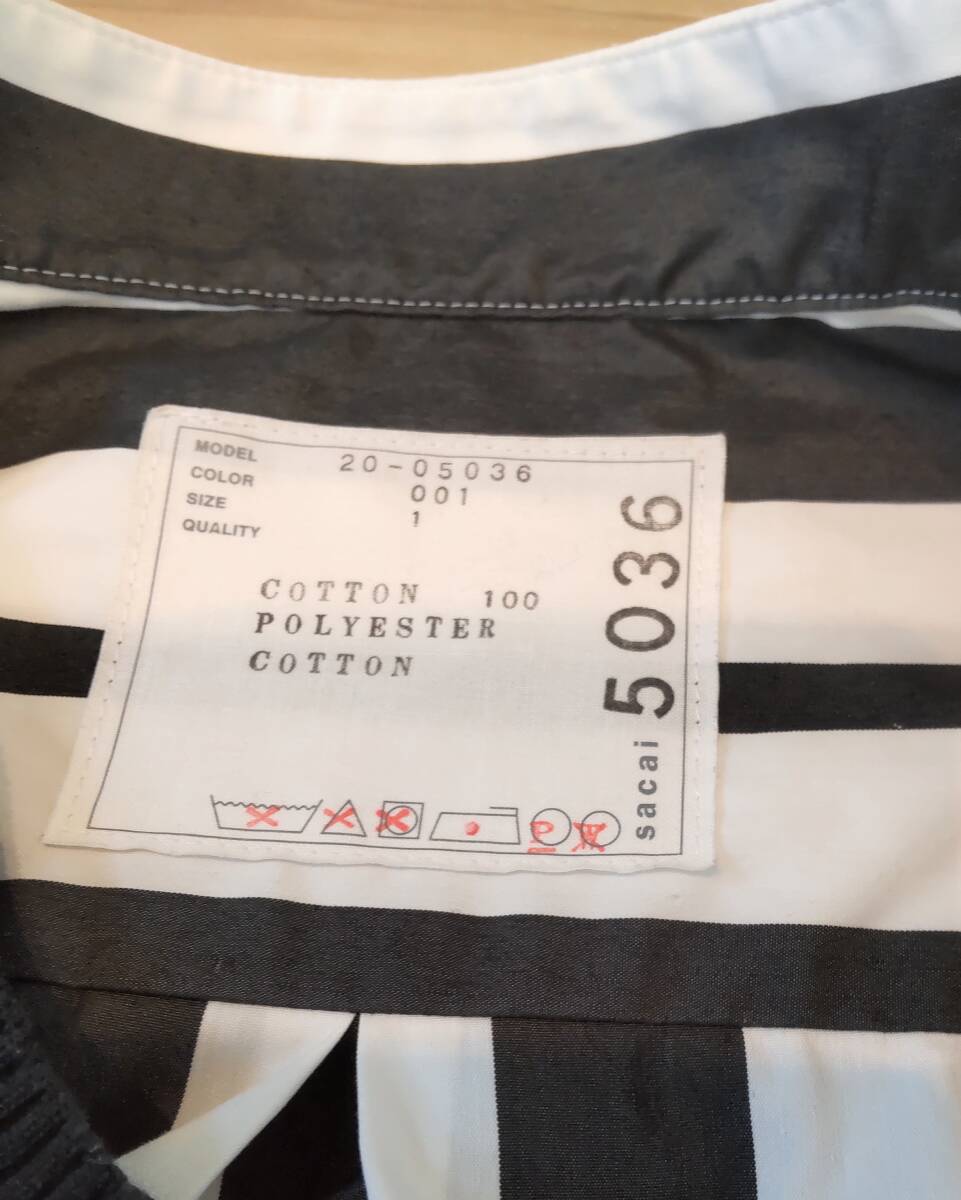 MODEL 20-05036
COLOR 001
SIZE 1
QUALITY
COTTON 100
POLYESTER
COTTON
sacai 5036
P
W